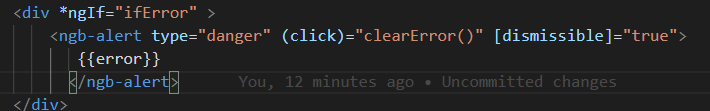 <div *ngIf="ifError" >
<ngb-alert type="danger" (click)="clearError()" [dismissible]="true">
{{error}}
</ngb-alert> You, 12 minutes ago • Uncommitted changes
</div>